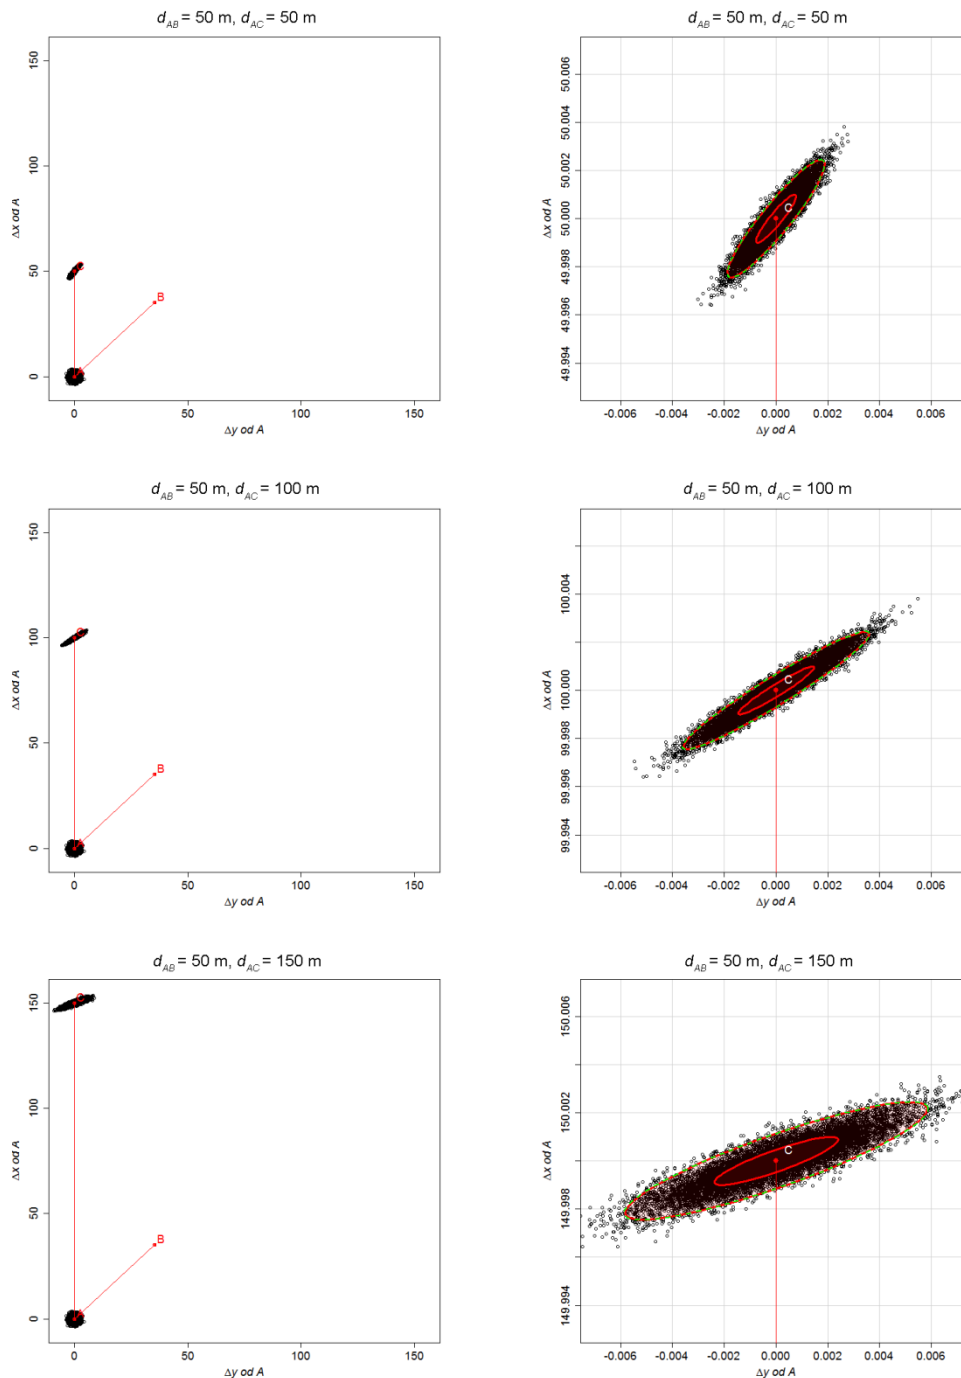 d_AB = 50 m, d_AC = 50 m
d_AB = 50 m, d_AC = 50 m
150
100
50
0
Δx od A
C
B
A
0 50 100 150
Δy od A
50.006
50.004
50.002
50.000
49.998
49.996
49.994
Δx od A
C
-0.006 -0.004 -0.002 0.000 0.002 0.004 0.006
Δy od A
d_AB = 50 m, d_AC = 100 m
d_AB = 50 m, d_AC = 100 m
150
100
50
0
Δx od A
C
B
A
0 50 100 150
Δy od A
100.004
100.000
99.998
99.996
99.994
Δx od A
C
-0.006 -0.004 -0.002 0.000 0.002 0.004 0.006
Δy od A
d_AB = 50 m, d_AC = 150 m
d_AB = 50 m, d_AC = 150 m
150
100
50
0
Δx od A
C
B
A
0 50 100 150
Δy od A
150.006
150.002
149.998
149.994
Δx od A
C
-0.006 -0.004 -0.002 0.000 0.002 0.004 0.006
Δy od A